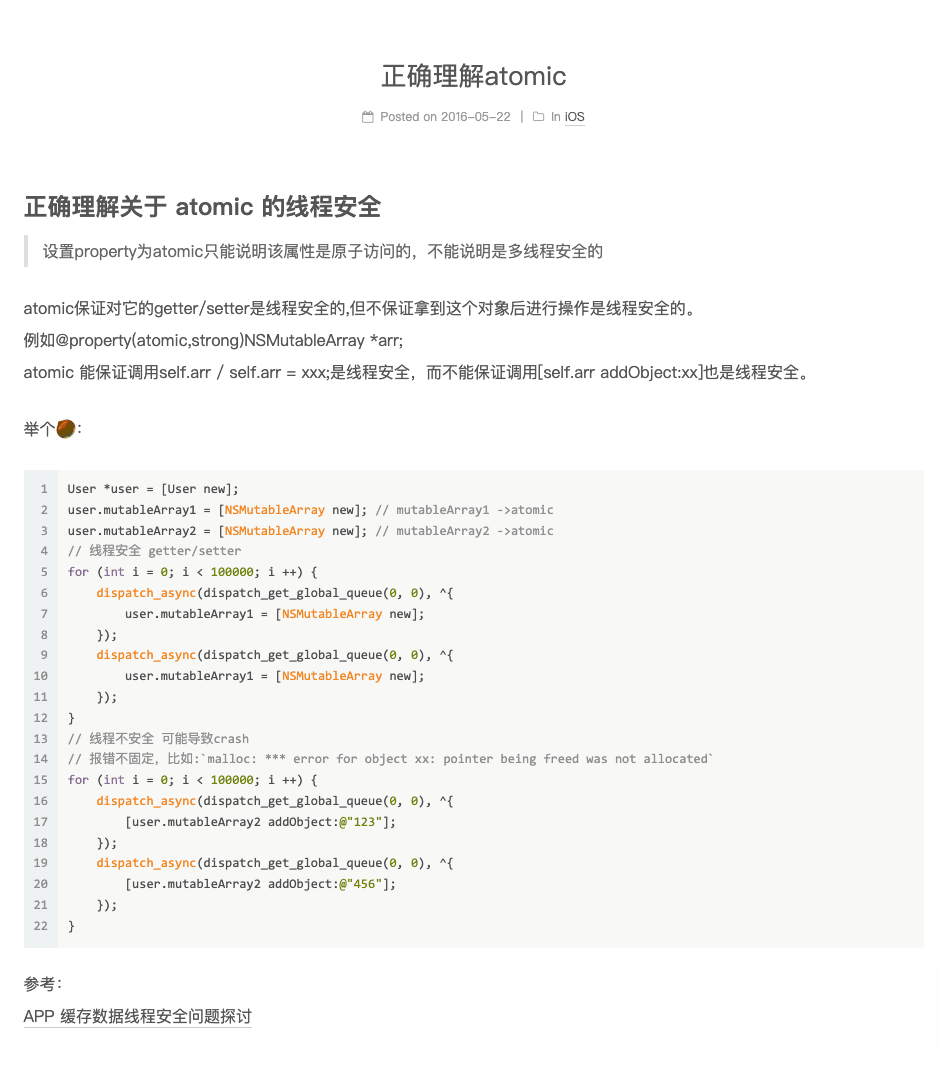 正确理解atomic
Posted on 2016-05-22 | In iOS
正确理解关于 atomic 的线程安全
设置property为atomic只能说明该属性是原子访问的，不能说明是多线程安全的
atomic保证对它的getter/setter是线程安全的,但不保证拿到这个对象后进行操作是线程安全的。
例如@property(atomic,strong)NSMutableArray *arr;
atomic 能保证调用self.arr / self.arr = xxx;是线程安全，而不能保证调用[self.arr addObject:xx]也是线程安全。
举个🌰：
1 User *user = [User new];
2 user.mutableArray1 = [NSMutableArray new]; // mutableArray1 ->atomic
3 user.mutableArray2 = [NSMutableArray new]; // mutableArray2 ->atomic
4 // 线程安全 getter/setter
5 for (int i = 0; i < 100000; i ++) {
6     dispatch_async(dispatch_get_global_queue(0, 0), ^{
7         user.mutableArray1 = [NSMutableArray new];
8     });
9     dispatch_async(dispatch_get_global_queue(0, 0), ^{
10         user.mutableArray1 = [NSMutableArray new];
11     });
12 }
13 // 线程不安全 可能导致crash
14 // 报错不固定，比如:`malloc: *** error for object xx: pointer being freed was not allocated`
15 for (int i = 0; i < 100000; i ++) {
16     dispatch_async(dispatch_get_global_queue(0, 0), ^{
17         [user.mutableArray2 addObject:@"123"];
18     });
19     dispatch_async(dispatch_get_global_queue(0, 0), ^{
20         [user.mutableArray2 addObject:@"456"];
21     });
22 }
参考：
APP 缓存数据线程安全问题探讨